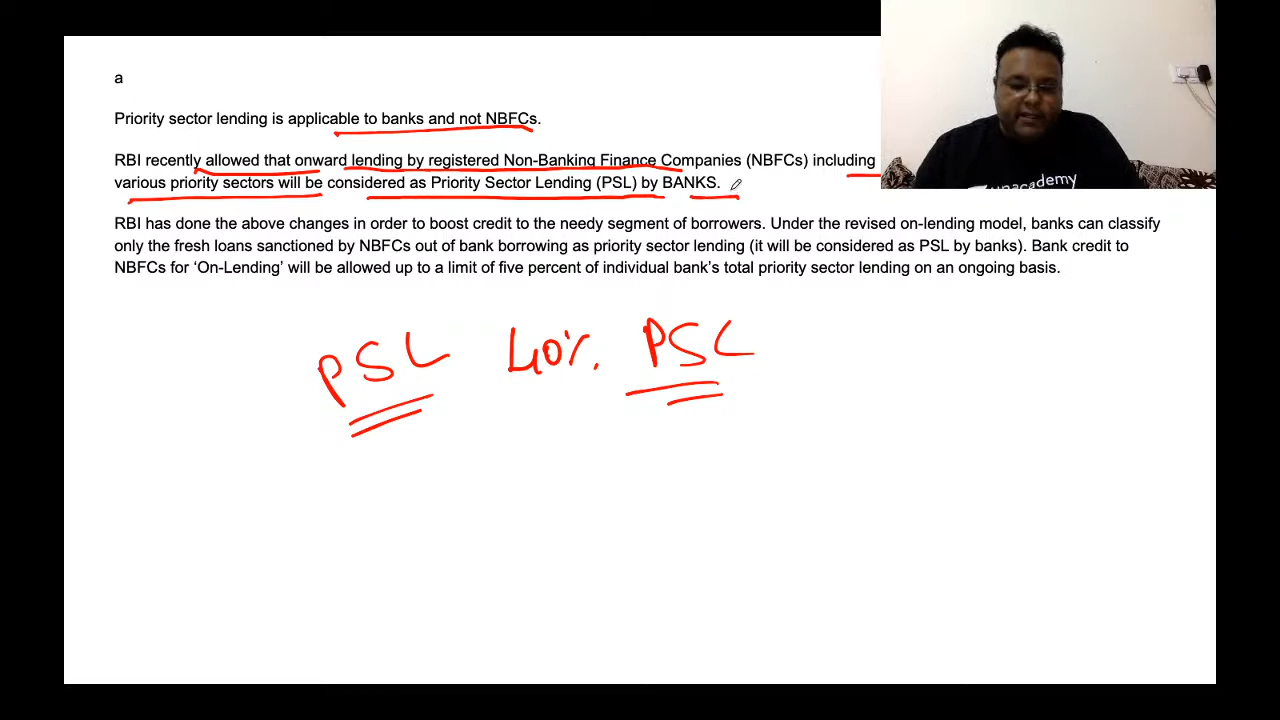 a
Priority sector lending is applicable to banks and not NBFCs.
RBI recently allowed that onward lending by registered Non-Banking Finance Companies (NBFCs) including
various priority sectors will be considered as Priority Sector Lending (PSL) by BANKS.
RBI has done the above changes in order to boost credit to the needy segment of borrowers. Under the revised on-lending model, banks can classify
only the fresh loans sanctioned by NBFCs out of bank borrowing as priority sector lending (it will be considered as PSL by banks). Bank credit to
NBFCs for ‘On-Lending’ will be allowed up to a limit of five percent of individual bank’s total priority sector lending on an ongoing basis.
PSL 40%. PSL